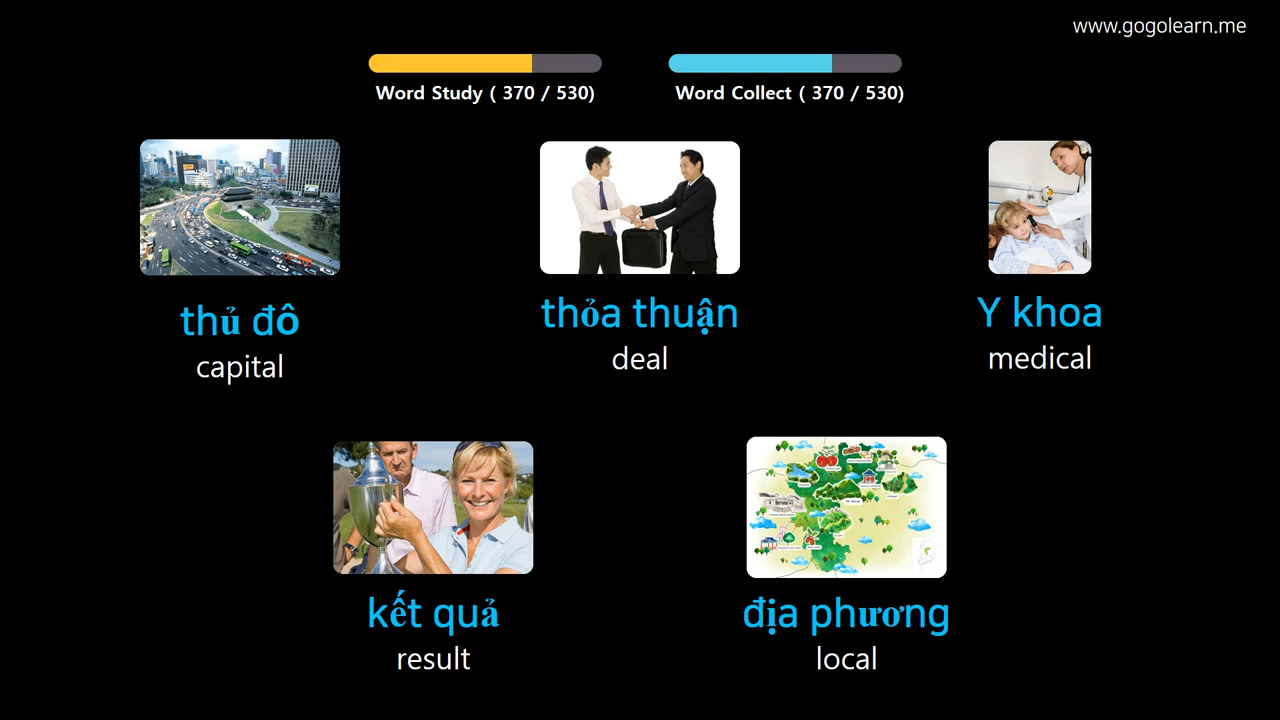 www.gogolearn.me
Word Study ( 370 / 530)
Word Collect ( 370 / 530)
thủ đô
capital
thỏa thuận
deal
Y khoa
medical
kết quả
result
địa phương
local